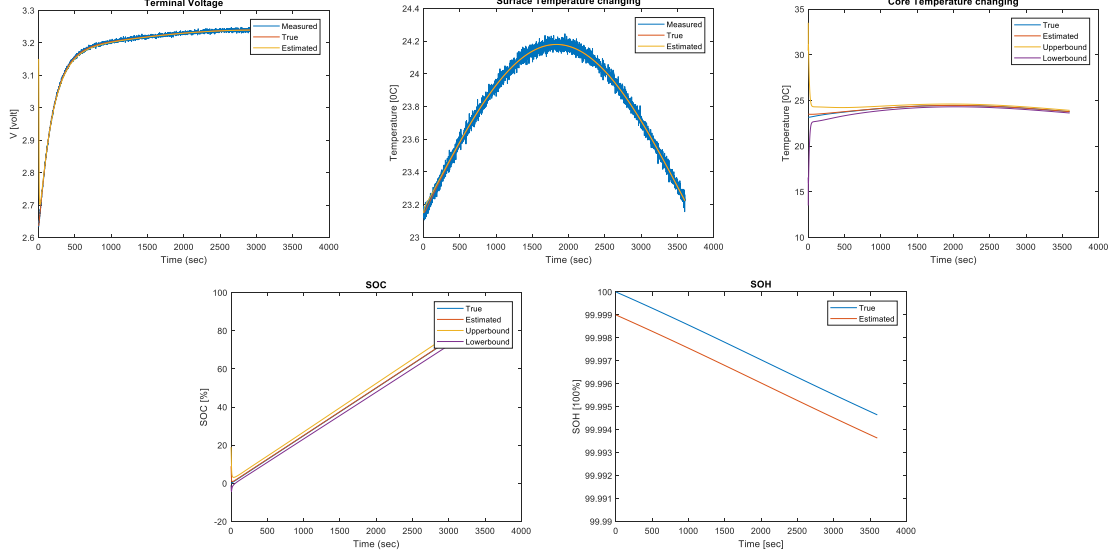 Terminal Voltage
3.3
3.2
3.1
3
2.9
2.8
2.7
2.6
V [volt]
0 500 1000 1500 2000 2500 3000 3500 4000
Time (sec)
Measured
True
Estimated
Surface Temperature changing
24.4
24.2
24
23.8
23.6
23.4
23.2
23
Temperature [0C]
0 500 1000 1500 2000 2500 3000 3500 4000
Time (sec)
Measured
True
Estimated
Core Temperature changing
35
30
25
20
15
10
Temperature [0C]
0 500 1000 1500 2000 2500 3000 3500 4000
Time (sec)
True
Estimated
Upperbound
Lowerbound
SOC
100
80
60
40
20
0
-20
SOC [%]
0 500 1000 1500 2000 2500 3000 3500 4000
Time (sec)
True
Estimated
Upperbound
Lowerbound
SOH
100
99.999
99.998
99.997
99.996
99.995
99.994
99.993
99.992
99.991
99.99
SOH [100%]
0 500 1000 1500 2000 2500 3000 3500 4000
Time [sec]
True
Estimated